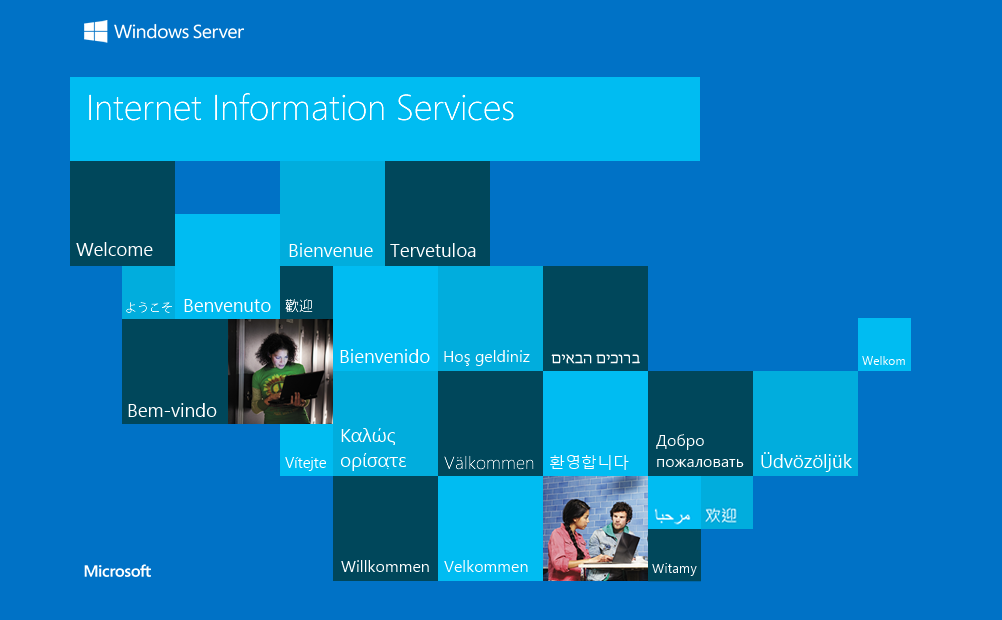 Windows Server
Internet Information Services
Welcome
Bienvenue
Tervetuloa
ようこそ
Benvenuto
歡迎
Bienvenido
Hoş geldiniz
ברוכים הבאים
Welkom
Bem-vindo
Vítejte
Καλώς
ορίσατε
Välkommen
환영합니다
Добро
пожаловать
Üdvözöljük
Willkommen
Velkommen
مرحبا
欢迎
Witamy
Microsoft